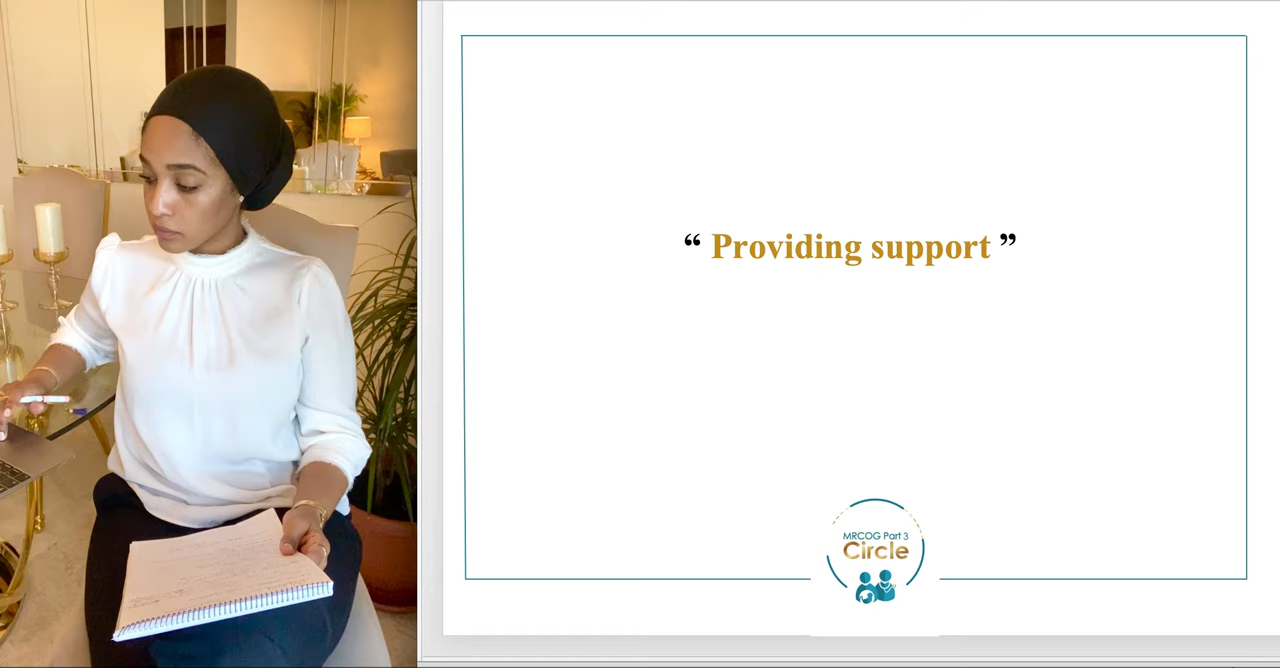 “ Providing support ”
MRCOG Part 3
Circle